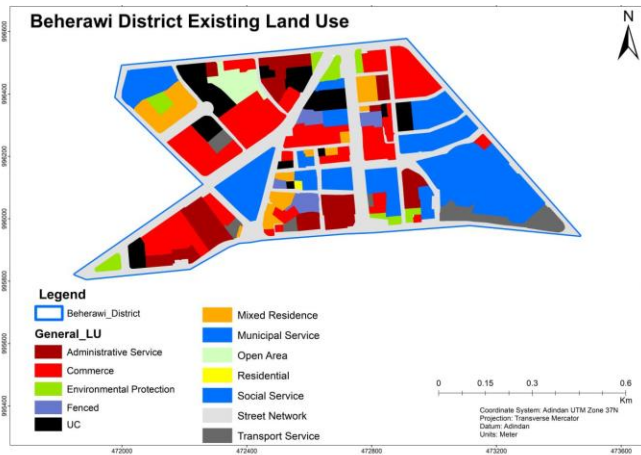 Beherawi District Existing Land Use
N
996600
996400
996200
996000
995800
995600
995400
Legend
Beherawi_District
General_LU
Administrative Service
Commerce
Environmental Protection
Fenced
UC
Mixed Residence
Municipal Service
Open Area
Residential
Social Service
Street Network
Transport Service
0 0.15 0.3 0.6
Km
Coordinate System: Adindan UTM Zone 37N
Projection: Transverse Mercator
Datum: Adindan
Units: Meter
472000 472400 472800 473200 473600